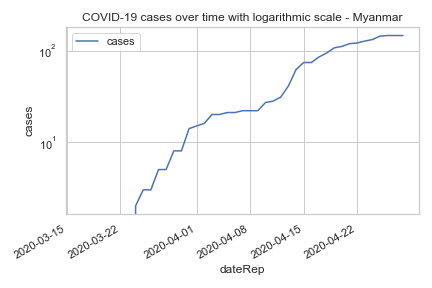 COVID-19 cases over time with logarithmic scale - Myanmar
cases
10²
10¹
cases
2020-03-15
2020-03-22
2020-04-01
2020-04-08
2020-04-15
2020-04-22
dateRep